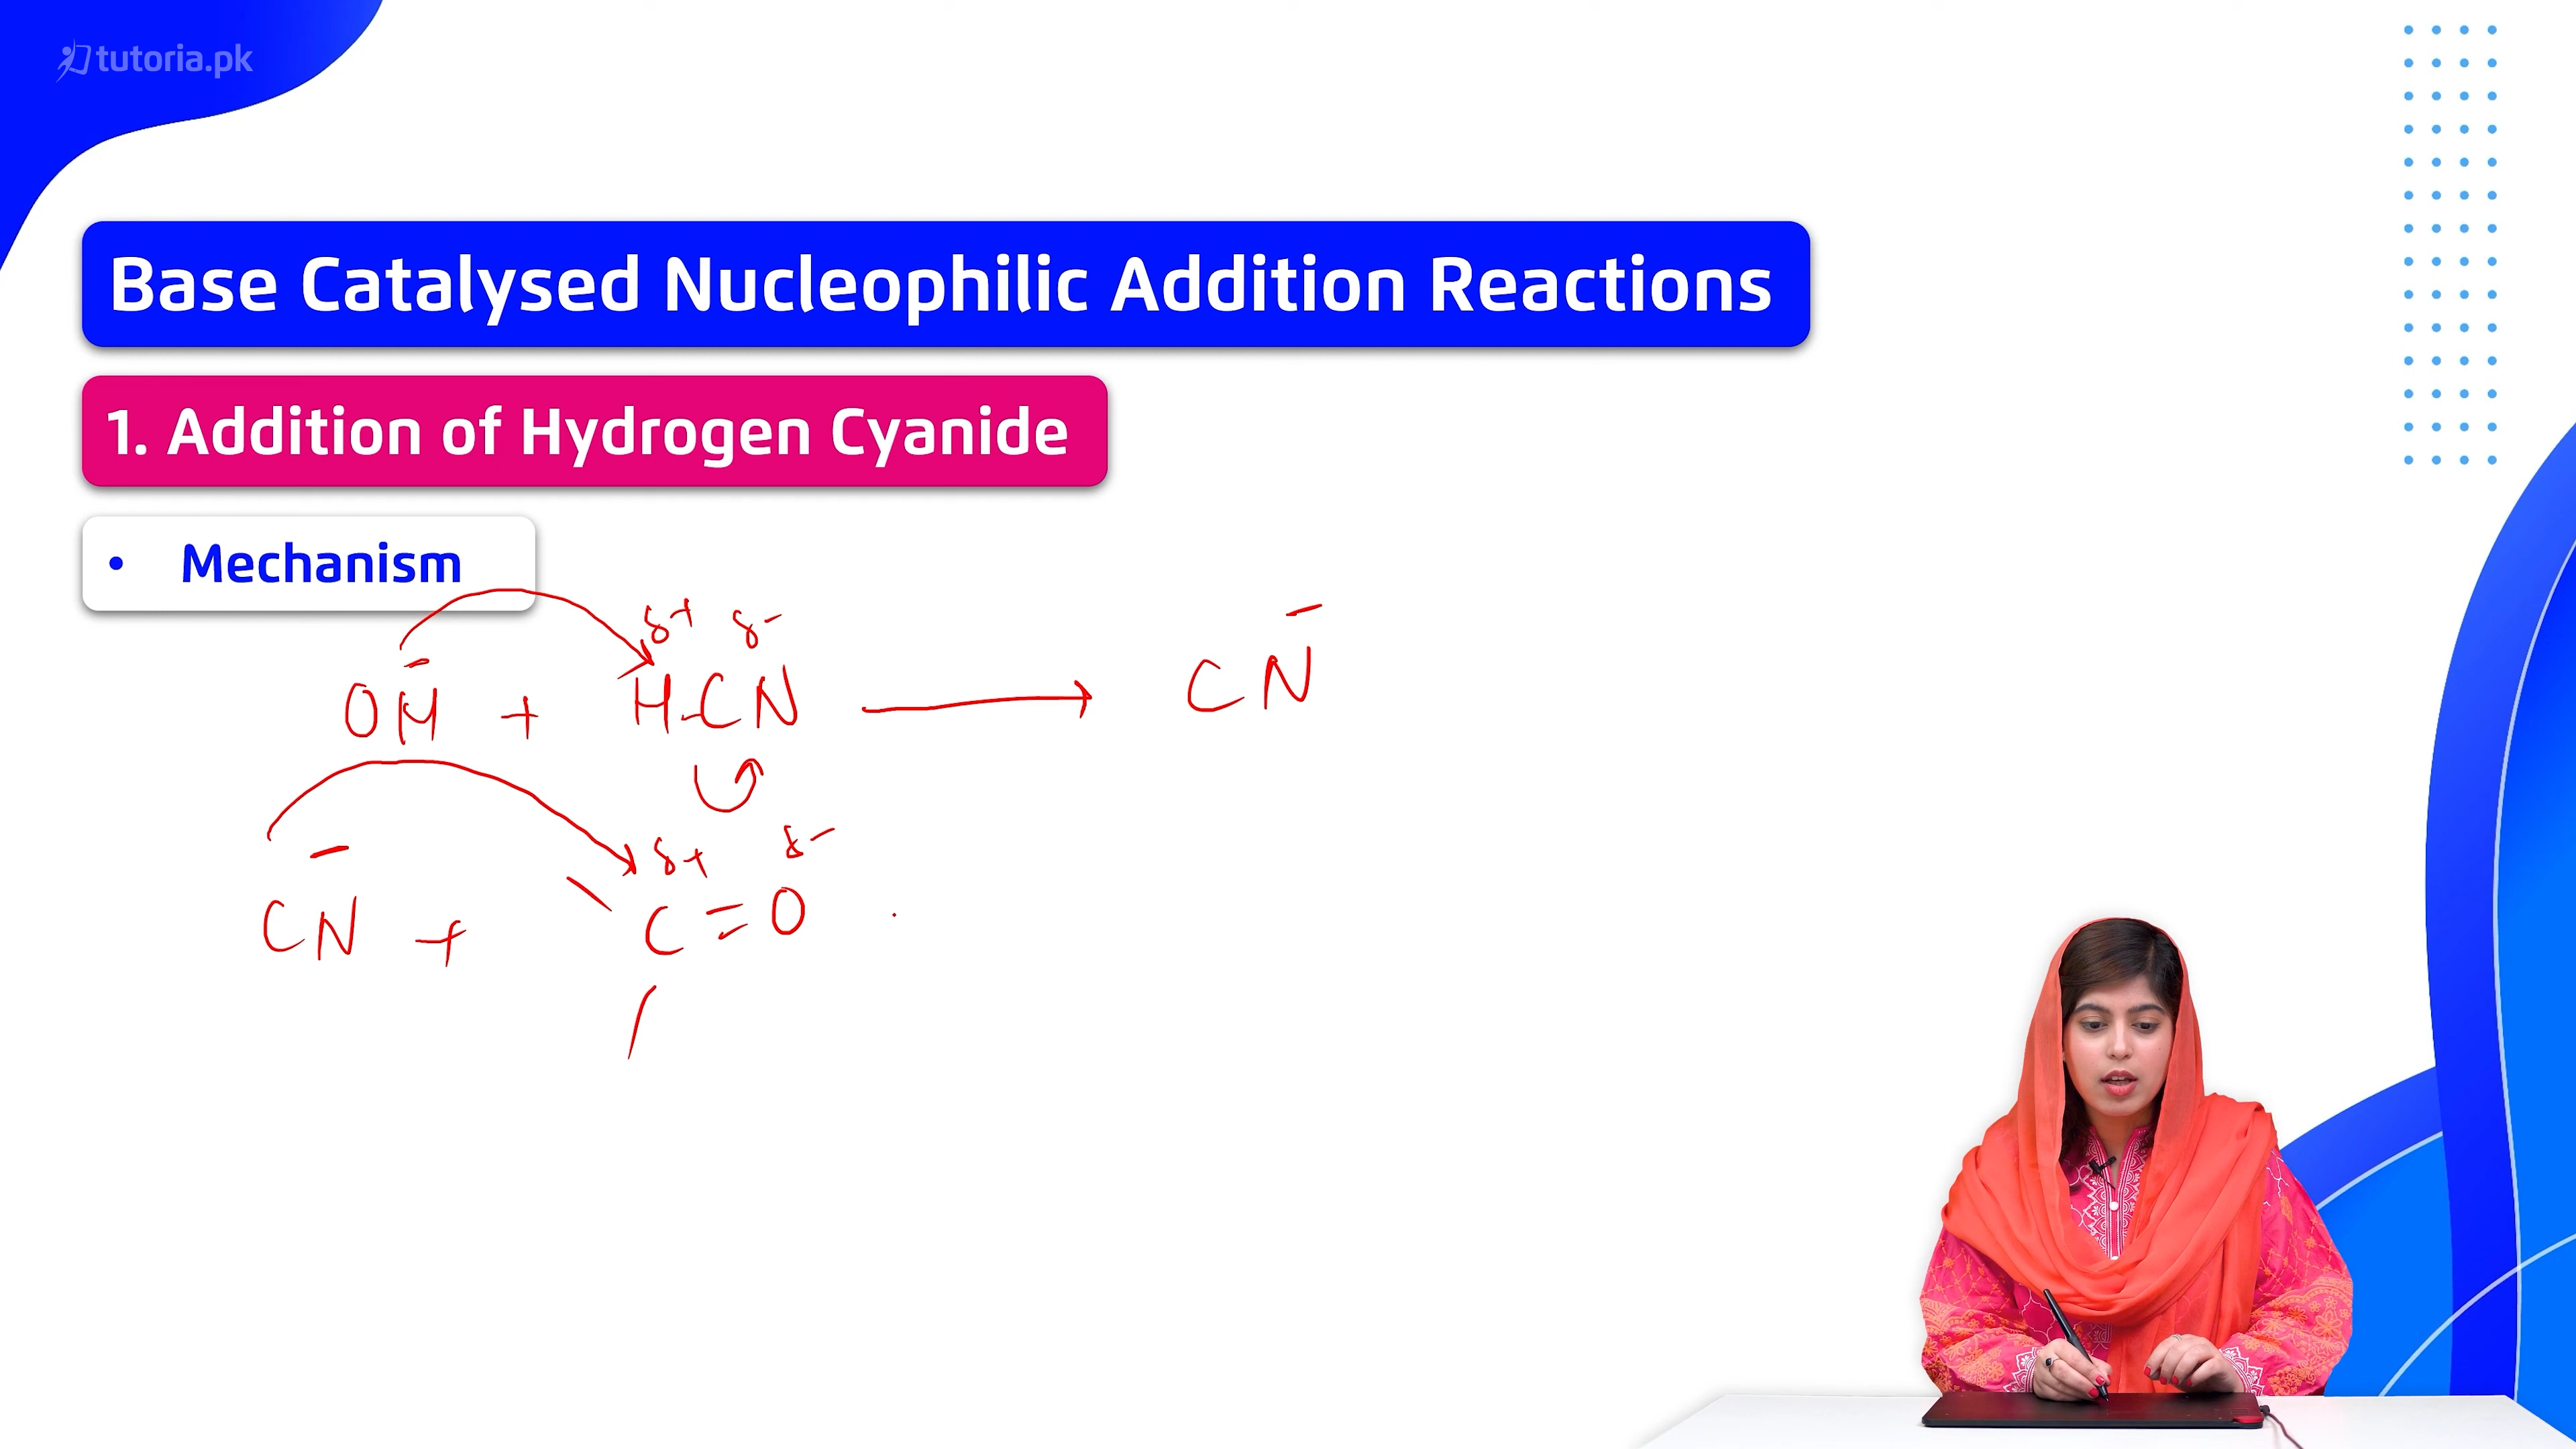 tutoria.pk
Base Catalysed Nucleophilic Addition Reactions
1. Addition of Hydrogen Cyanide
• Mechanism
δ+ δ- -
OH⁻ + H-CN ⟶ CN
- δ+ δ-
CN + C=O